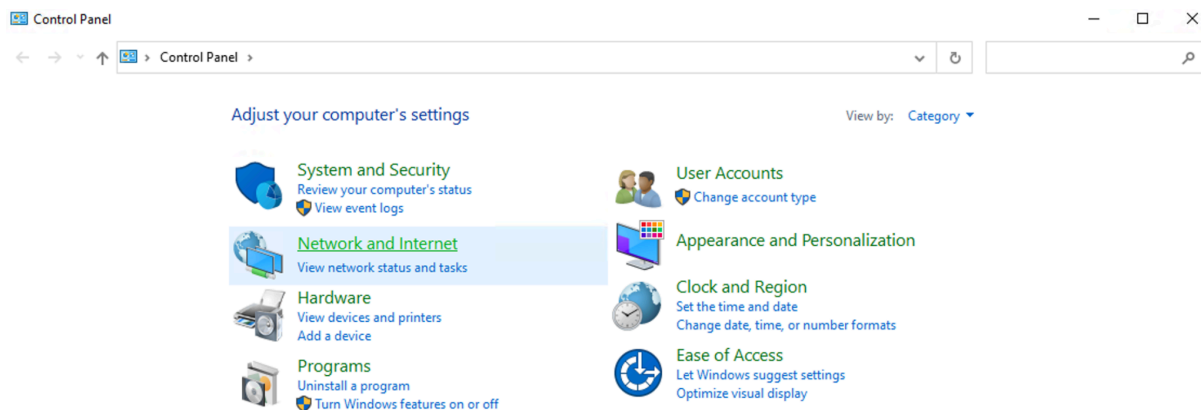 Control Panel
Control Panel
Adjust your computer's settings
View by: Category
System and Security
Review your computer's status
View event logs
Network and Internet
View network status and tasks
Hardware
View devices and printers
Add a device
Programs
Uninstall a program
Turn Windows features on or off
User Accounts
Change account type
Appearance and Personalization
Clock and Region
Set the time and date
Change date, time, or number formats
Ease of Access
Let Windows suggest settings
Optimize visual display